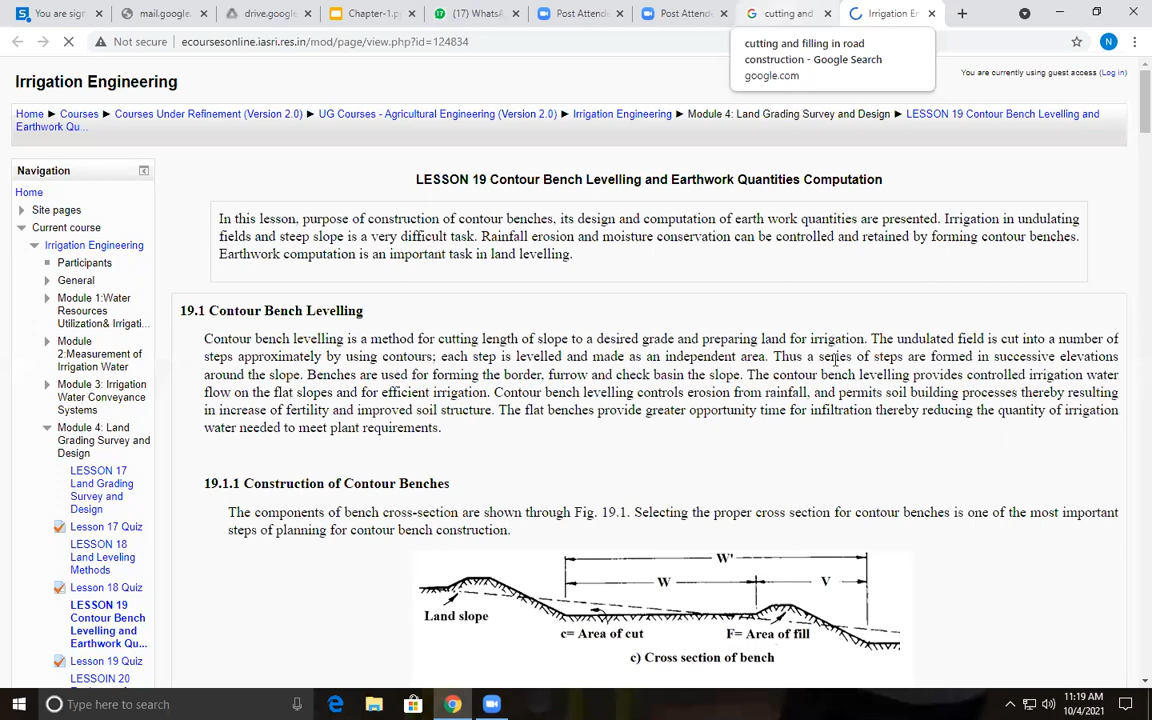 You are sign
mail.google.
drive.google.
Chapter-1.p
(17) WhatsA
Post Attende
Post Attende
cutting and
Irrigation En
Not secure
ecoursesonline.iasri.res.in/mod/page/view.php?id=124834
N
cutting and filling in road
construction - Google Search
google.com
Irrigation Engineering
You are currently using guest access (Log in)
Home ► Courses ► Courses Under Refinement (Version 2.0) ► UG Courses - Agricultural Engineering (Version 2.0) ► Irrigation Engineering ► Module 4: Land Grading Survey and Design ► LESSON 19 Contour Bench Levelling and
Earthwork Qu...
Navigation
Home
Site pages
Current course
Irrigation Engineering
Participants
General
Module 1:Water
Resources
Utilization& Irrigati...
Module
2:Measurement of
Irrigation Water
Module 3: Irrigation
Water Conveyance
Systems
Module 4: Land
Grading Survey and
Design
LESSON 17
Land Grading
Survey and
Design
Lesson 17 Quiz
LESSON 18
Land Leveling
Methods
Lesson 18 Quiz
LESSON 19
Contour Bench
Levelling and
Earthwork Qu...
Lesson 19 Quiz
LESSOIN 20
LESSON 19 Contour Bench Levelling and Earthwork Quantities Computation
In this lesson, purpose of construction of contour benches, its design and computation of earth work quantities are presented. Irrigation in undulating
fields and steep slope is a very difficult task. Rainfall erosion and moisture conservation can be controlled and retained by forming contour benches.
Earthwork computation is an important task in land levelling.
19.1 Contour Bench Levelling
Contour bench levelling is a method for cutting length of slope to a desired grade and preparing land for irrigation. The undulated field is cut into a number of
steps approximately by using contours; each step is levelled and made as an independent area. Thus a series of steps are formed in successive elevations
around the slope. Benches are used for forming the border, furrow and check basin the slope. The contour bench levelling provides controlled irrigation water
flow on the flat slopes and for efficient irrigation. Contour bench levelling controls erosion from rainfall, and permits soil building processes thereby resulting
in increase of fertility and improved soil structure. The flat benches provide greater opportunity time for infiltration thereby reducing the quantity of irrigation
water needed to meet plant requirements.
19.1.1 Construction of Contour Benches
The components of bench cross-section are shown through Fig. 19.1. Selecting the proper cross section for contour benches is one of the most important
steps of planning for contour bench construction.
W'
W
V
Land slope
c= Area of cut
F= Area of fill
c) Cross section of bench
Type here to search
11:19 AM
10/4/2021